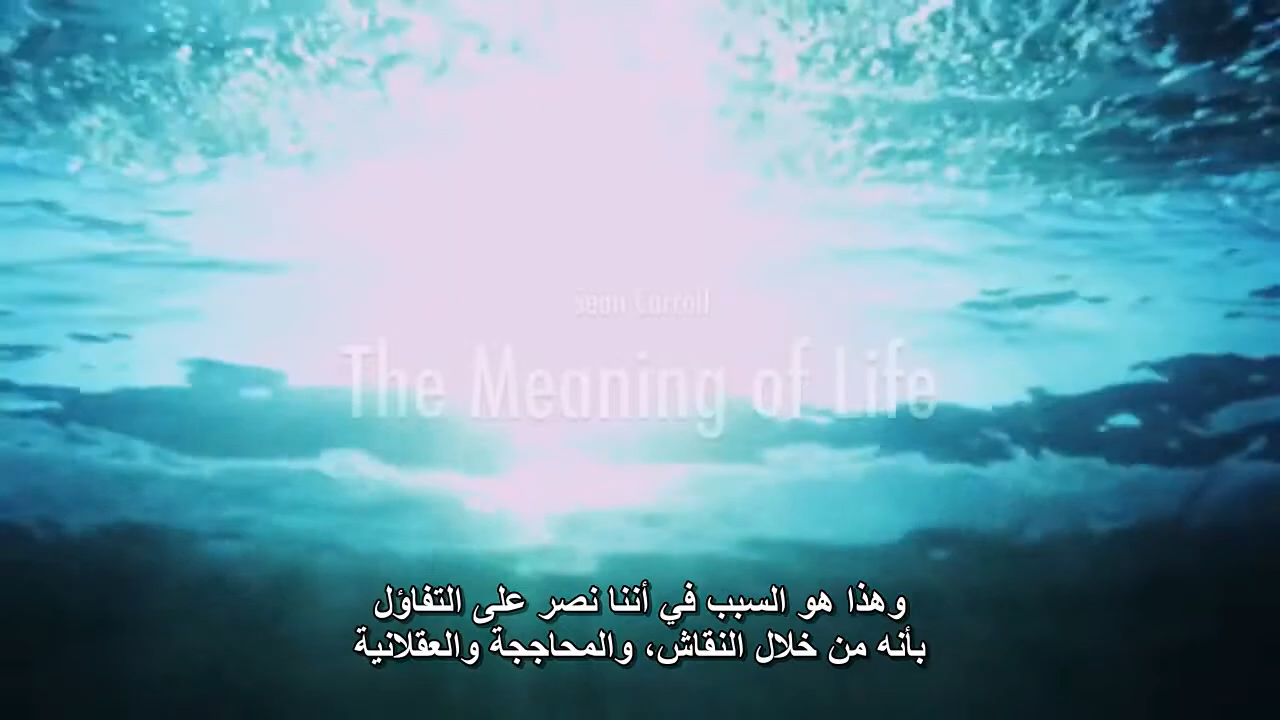 Sean Carroll
The Meaning of Life
وهذا هو السبب في أننا نصر على التفاؤل
بأنه من خلال النقاش، والمحاججة والعقلانية